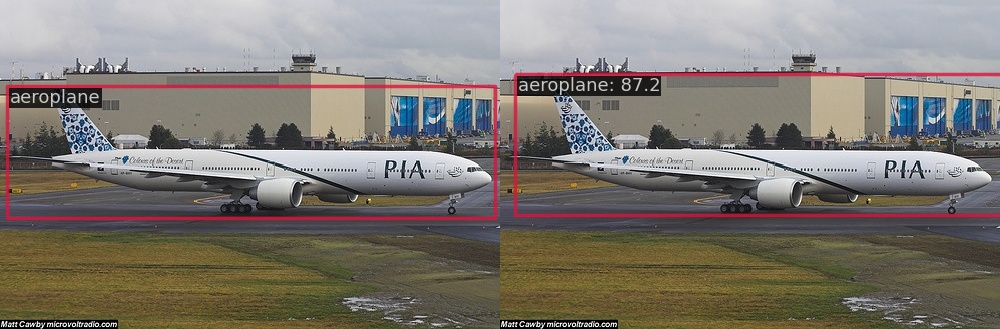 aeroplane
Colours of the Desert
PIA
Matt Cawby microvoltradio.com
aeroplane: 87.2
Colours of the Desert
PIA
Matt Cawby microvoltradio.com